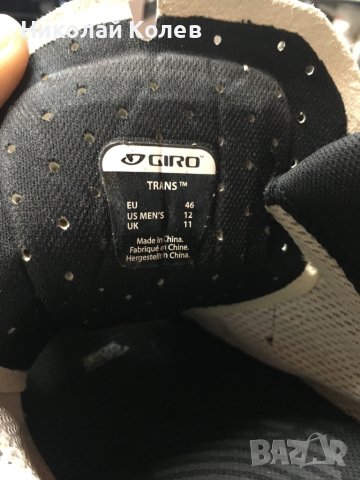 Николай Колев
GIRO
TRANS™
EU 46
US MEN'S 12
UK 11
Made in China.
Fabriqué en Chine.
Hergestellt in China.
BAZAR